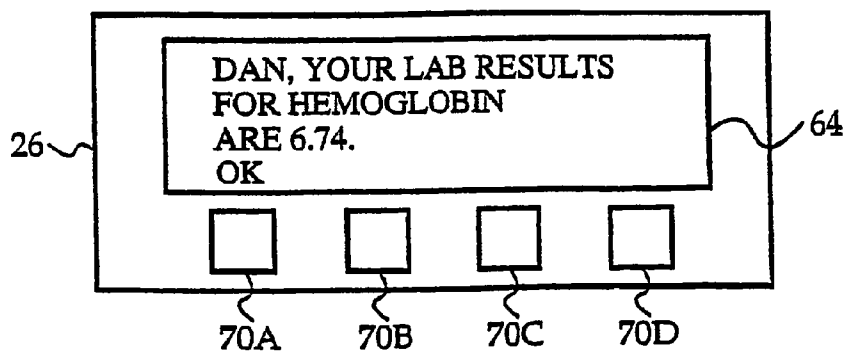 DAN, YOUR LAB RESULTS
FOR HEMOGLOBIN
ARE 6.74.
OK
26
64
70A 70B 70C 70D